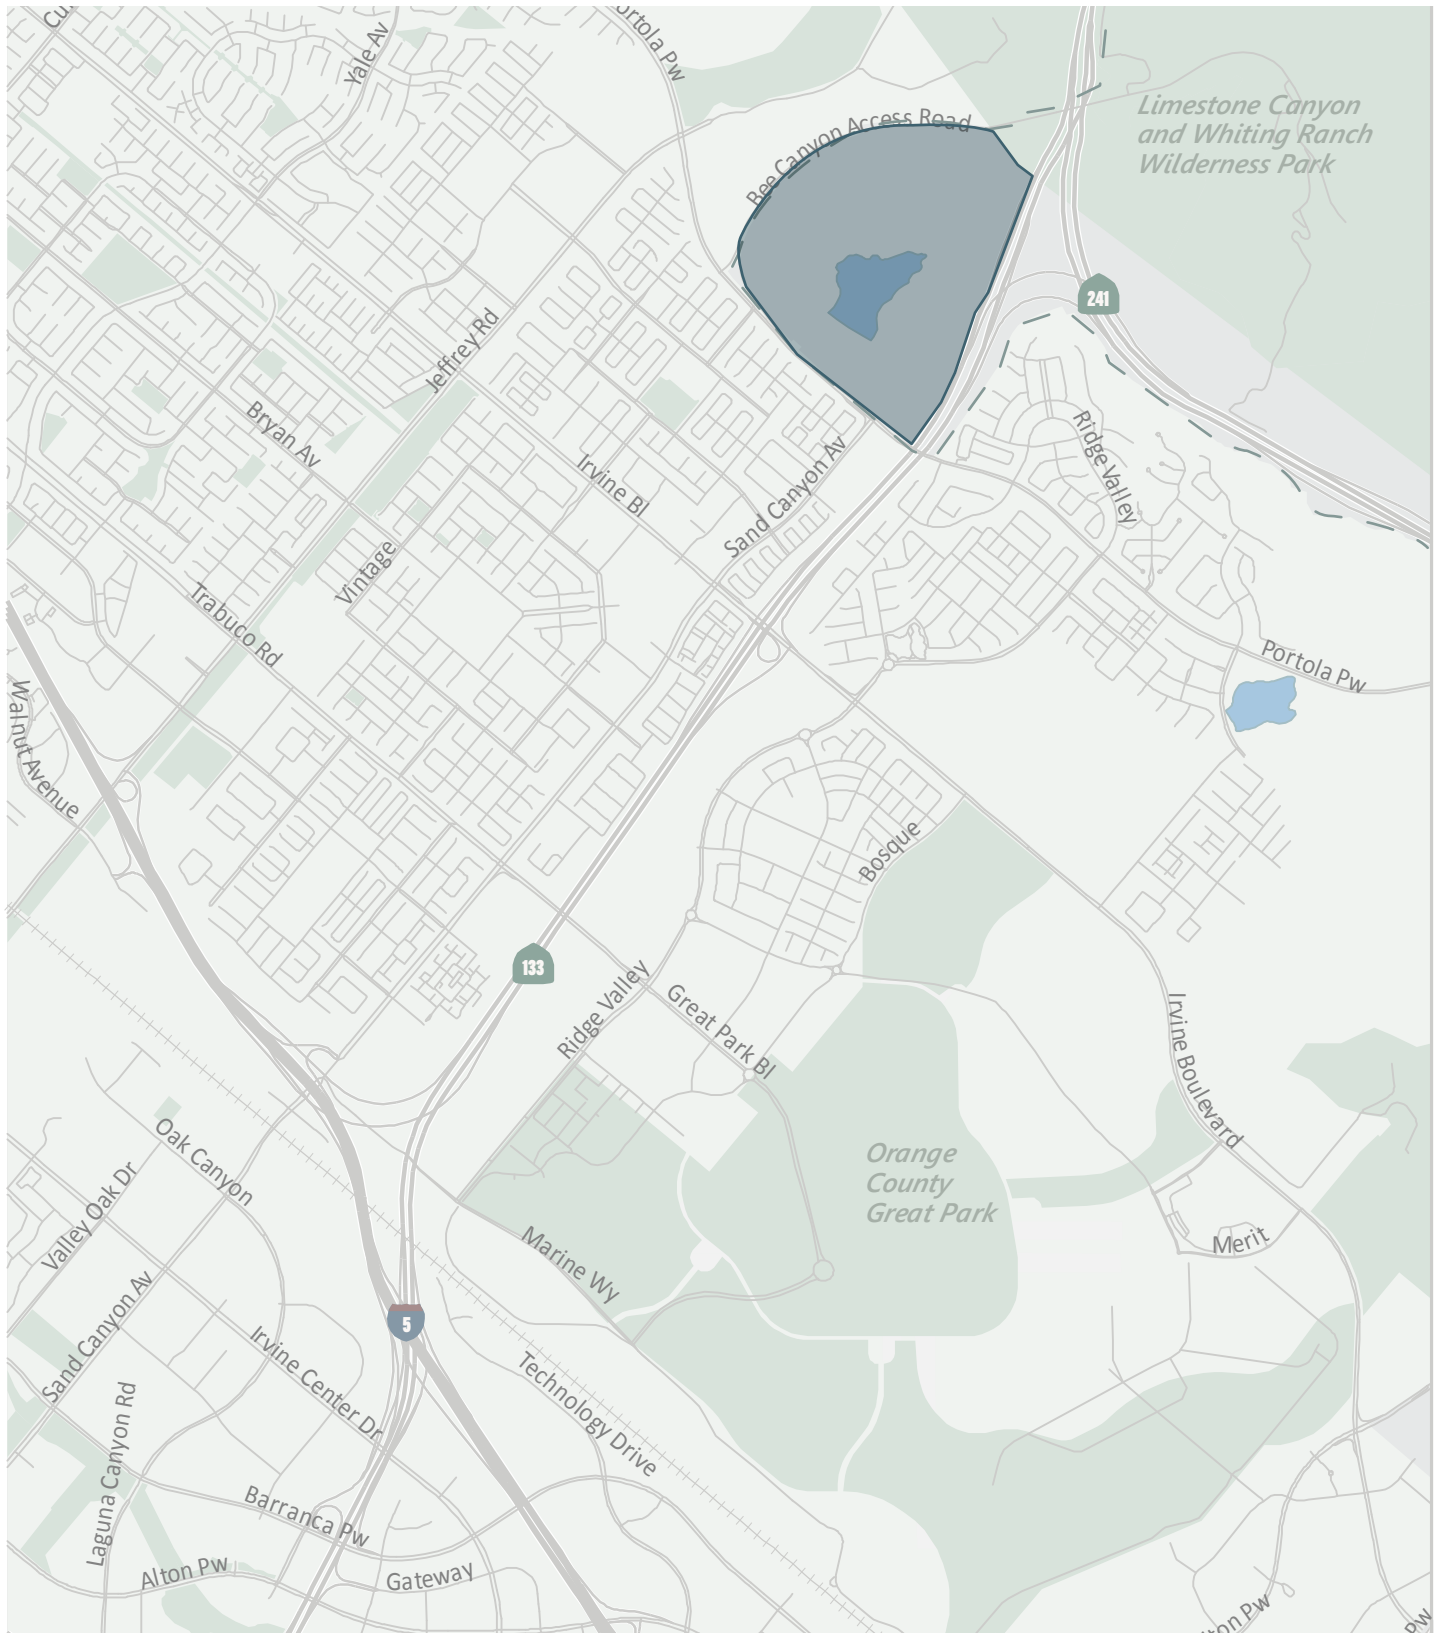 Yale Av
Portola Pw
Bee Canyon Access Road
Limestone Canyon
and Whiting Ranch
Wilderness Park
241
Jeffrey Rd
Bryan Av
Irvine Bl
Sand Canyon Av
Ridge Valley
Vintage
Trabuco Rd
Portola Pw
Walnut Avenue
Bosque
133
Ridge Valley
Great Park Bl
Irvine Boulevard
Oak Canyon
Valley Oak Dr
Orange
County
Great Park
Merit
Marine Wy
Sand Canyon Av
5
Irvine Center Dr
Technology Drive
Laguna Canyon Rd
Barranca Pw
Alton Pw
Gateway
lton Pw
Pw